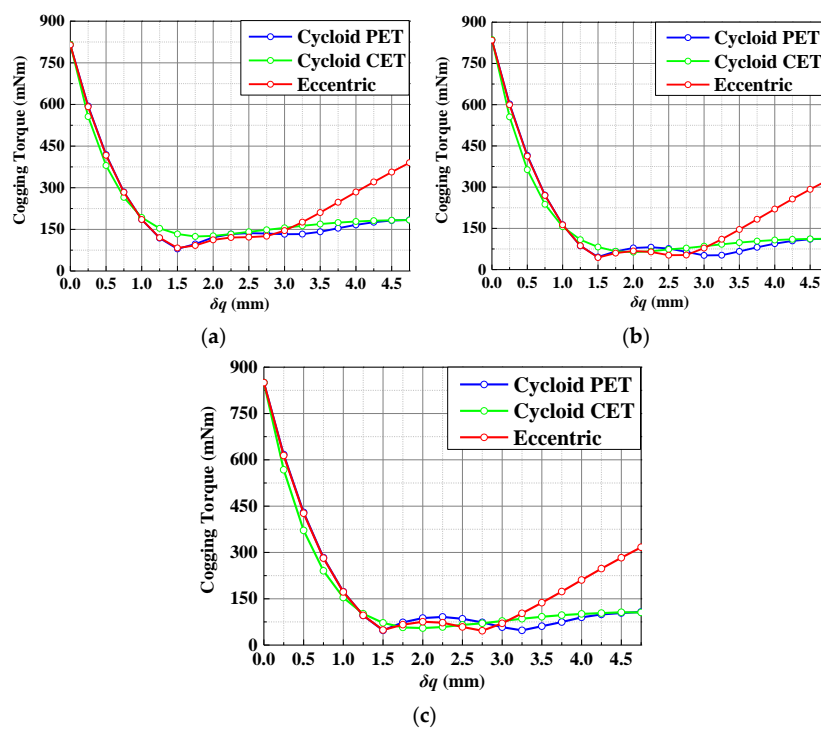 Cycloid PET
Cycloid CET
Eccentric
Cogging Torque (mNm)
900
750
600
450
300
150
0
0.0 0.5 1.0 1.5 2.0 2.5 3.0 3.5 4.0 4.5
δq (mm)
(a)
Cycloid PET
Cycloid CET
Eccentric
Cogging Torque (mNm)
900
750
600
450
300
150
0
0.0 0.5 1.0 1.5 2.0 2.5 3.0 3.5 4.0 4.5
δq (mm)
(b)
Cycloid PET
Cycloid CET
Eccentric
Cogging Torque (mNm)
900
750
600
450
300
150
0
0.0 0.5 1.0 1.5 2.0 2.5 3.0 3.5 4.0 4.5
δq (mm)
(c)